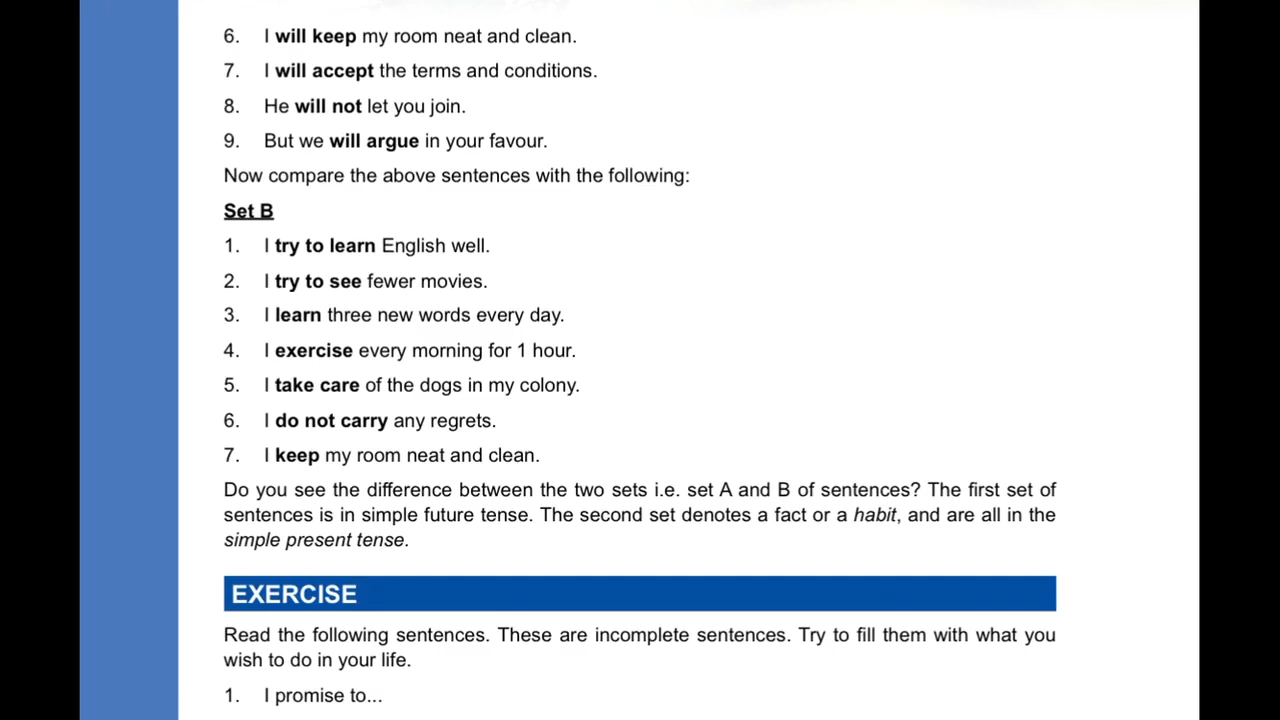 6. I will keep my room neat and clean.
7. I will accept the terms and conditions.
8. He will not let you join.
9. But we will argue in your favour.
Now compare the above sentences with the following:
Set B
1. I try to learn English well.
2. I try to see fewer movies.
3. I learn three new words every day.
4. I exercise every morning for 1 hour.
5. I take care of the dogs in my colony.
6. I do not carry any regrets.
7. I keep my room neat and clean.
Do you see the difference between the two sets i.e. set A and B of sentences? The first set of
sentences is in simple future tense. The second set denotes a fact or a habit, and are all in the
simple present tense.
EXERCISE
Read the following sentences. These are incomplete sentences. Try to fill them with what you
wish to do in your life.
1. I promise to...